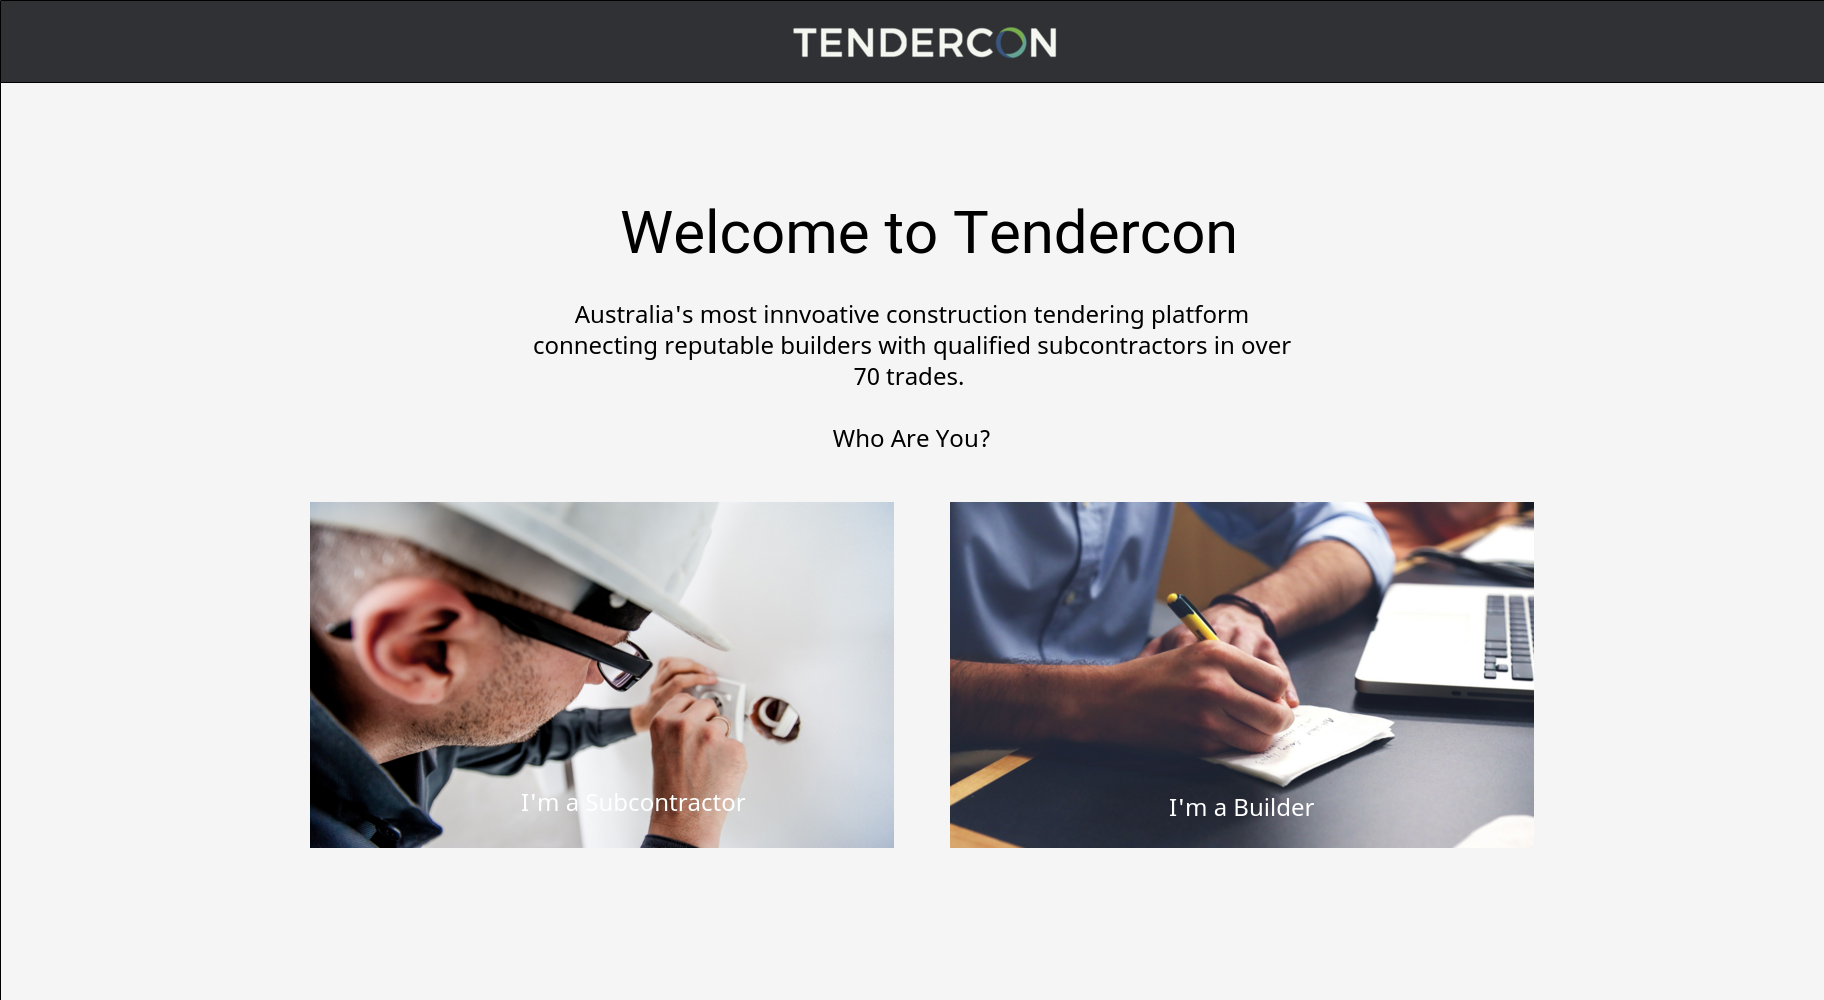 TENDERCON
Welcome to Tendercon
Australia's most innvoative construction tendering platform
connecting reputable builders with qualified subcontractors in over
70 trades.
Who Are You?
I'm a Subcontractor
I'm a Builder